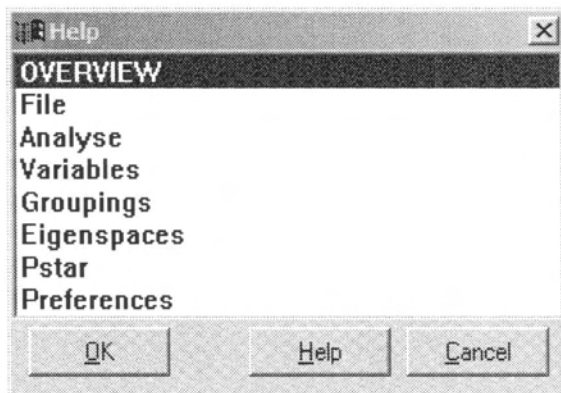 Help
OVERVIEW
File
Analyse
Variables
Groupings
Eigenspaces
Pstar
Preferences
OK Help Cancel